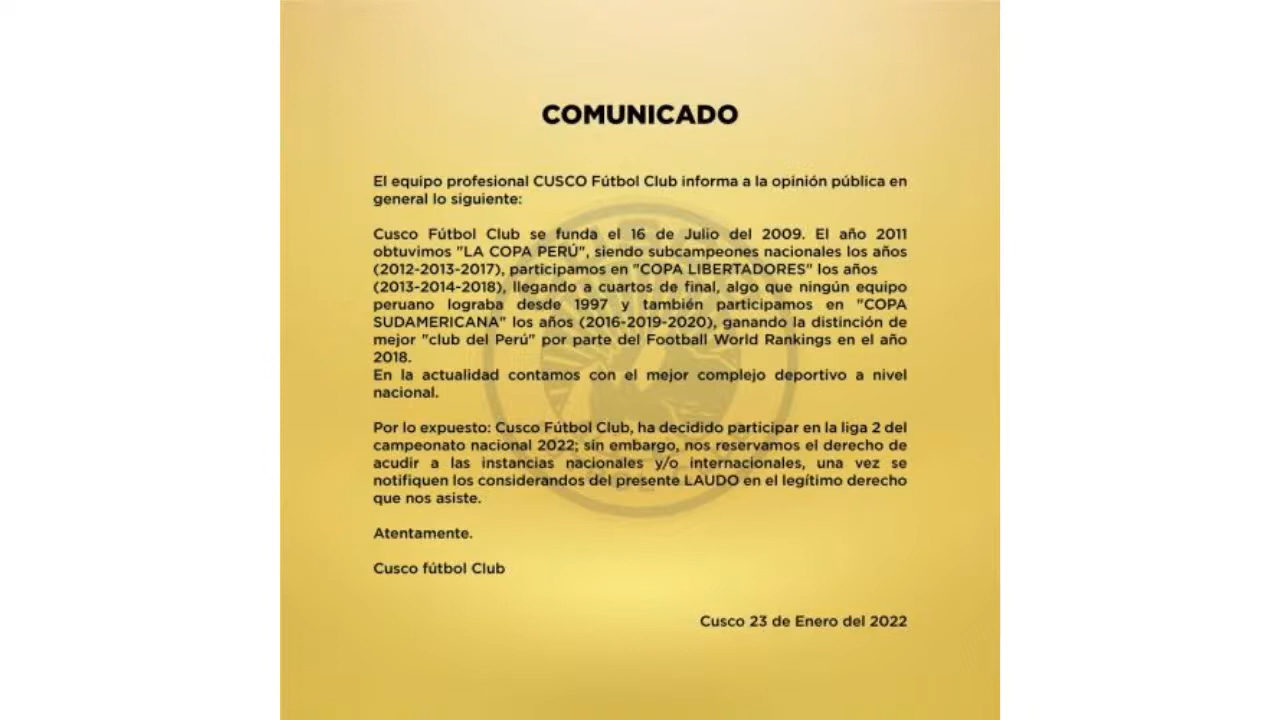 COMUNICADO
El equipo profesional CUSCO Fútbol Club informa a la opinión pública en
general lo siguiente:
Cusco Fútbol Club se funda el 16 de Julio del 2009. El año 2011
obtuvimos "LA COPA PERÚ", siendo subcampeones nacionales los años
(2012-2013-2017), participamos en "COPA LIBERTADORES" los años
(2013-2014-2018), llegando a cuartos de final, algo que ningún equipo
peruano lograba desde 1997 y también participamos en "COPA
SUDAMERICANA" los años (2016-2019-2020), ganando la distinción de
mejor "club del Perú" por parte del Football World Rankings en el año
2018.
En la actualidad contamos con el mejor complejo deportivo a nivel
nacional.
Por lo expuesto: Cusco Fútbol Club, ha decidido participar en la liga 2 del
campeonato nacional 2022; sin embargo, nos reservamos el derecho de
acudir a las instancias nacionales y/o internacionales, una vez se
notifiquen los considerandos del presente LAUDO en el legítimo derecho
que nos asiste.
Atentamente.
Cusco fútbol Club
Cusco 23 de Enero del 2022